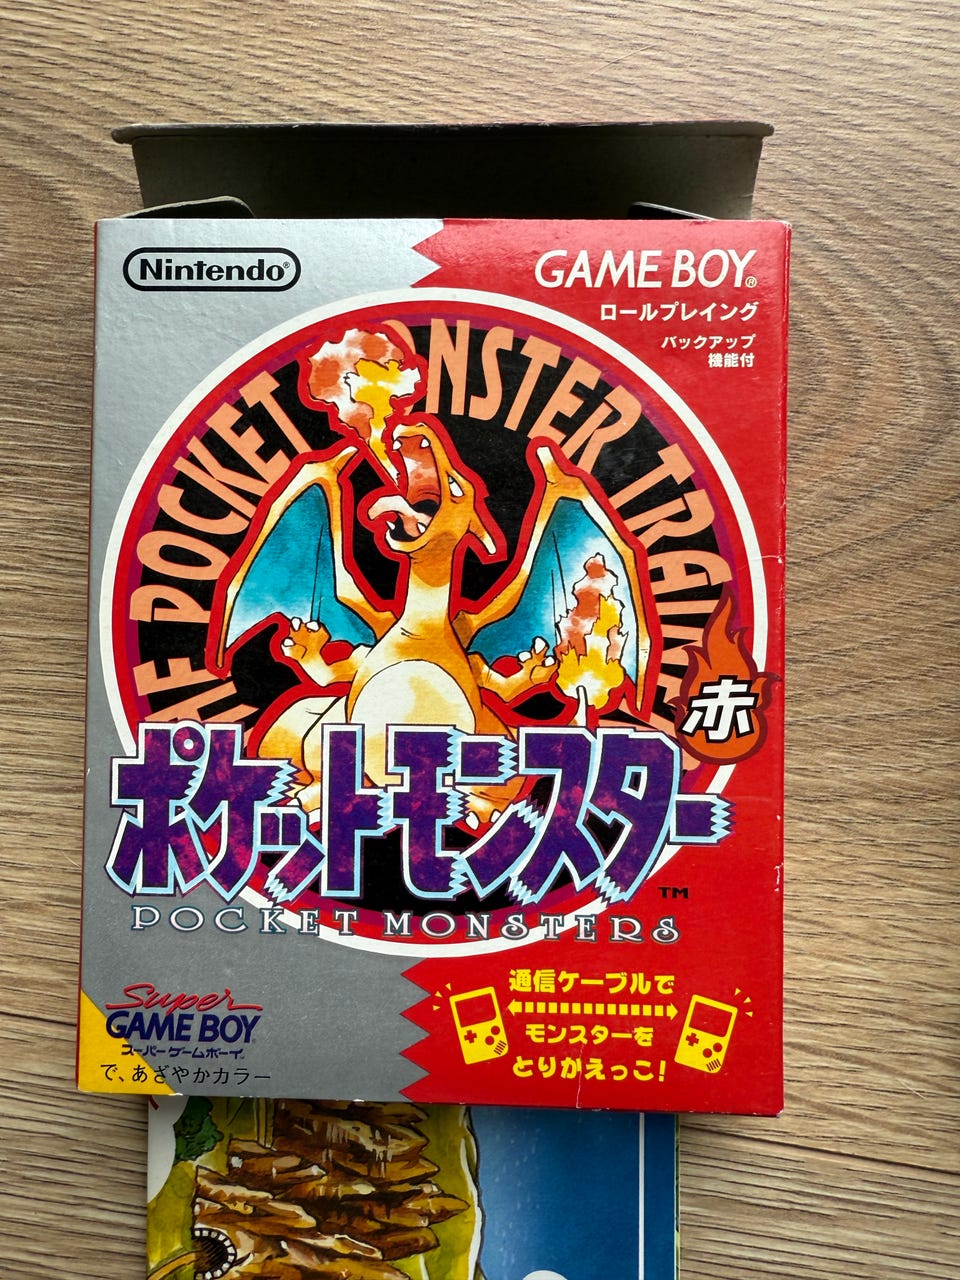 Nintendo®
GAME BOY®
ロールプレイング
バックアップ
機能付
POCKET MONSTER
赤
ポケットモンスター™
POCKET MONSTERS
Super
GAME BOY
スーパーゲームボーイ
で、あざやかカラー
通信ケーブルで
モンスターを
とりかえっこ!